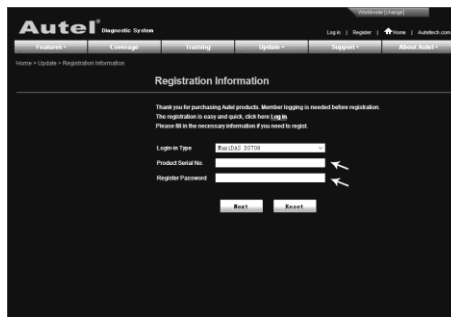 Worldwide [change]
Autel® Diagnostic System
Log in | Register | Home | Auteltech.com
Features Coverage Training Update Support About Autel
Home > Update > Registration Information
Registration Information
Thank you for purchasing Autel products. Member logging is needed before registration.
The registration is easy and quick, click here Log in.
Please fill in the necessary information if you need to regist.
Login-in Type MaxiDAS DS708
Product Serial No.
Register Password
Next Reset